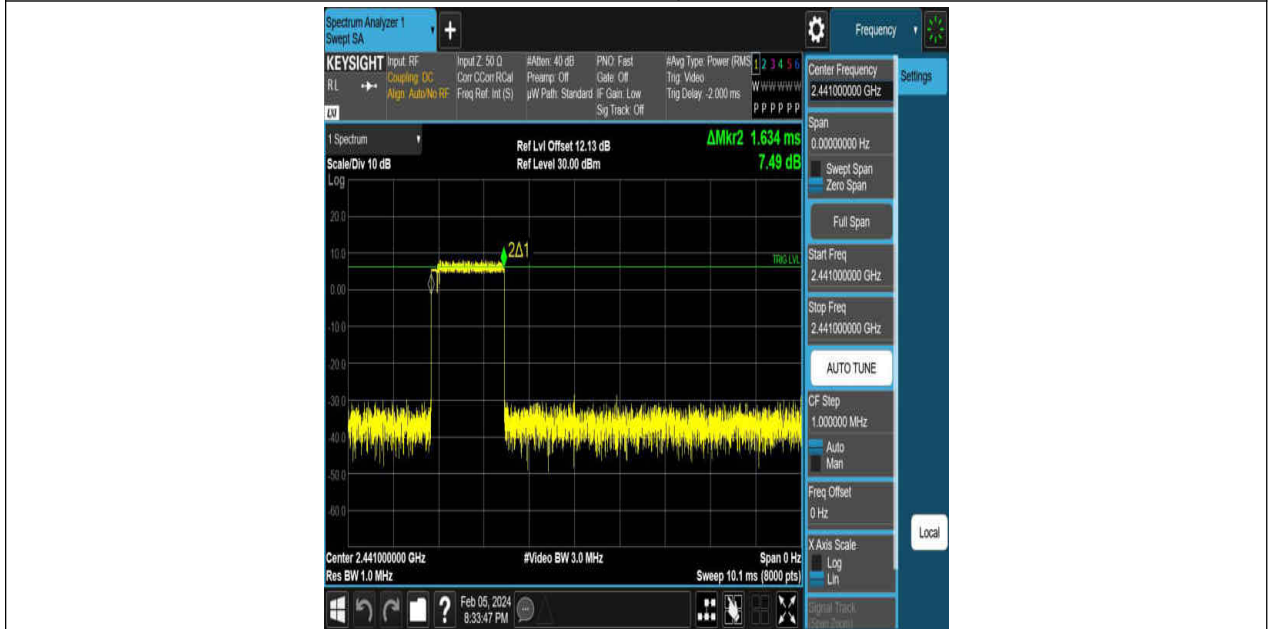 Spectrum Analyzer 1
Swept SA
Frequency
KEYSIGHT
RL
LXI
Input: RF
Coupling: DC
Align: Auto/No RF
Input Z: 50 Ω
Corr CCorr RCal
Freq Ref: Int (S)
#Atten: 40 dB
Preamp: Off
µW Path: Standard
PNO: Fast
Gate: Off
IF Gain: Low
Sig Track: Off
#Avg Type: Power (RMS
Trig: Video
Trig Delay: -2.000 ms
1 2 3 4 5 6
W W W W W W
P P P P P P
Center Frequency
2.441000000 GHz
Settings
1 Spectrum
Ref Lvl Offset 12.13 dB
ΔMkr2 1.634 ms
Scale/Div 10 dB
Ref Level 30.00 dBm
7.49 dB
Log
20.0
10.0
0.00
-10.0
-20.0
-30.0
-40.0
-50.0
-60.0
2Δ1
TRIG LVL
Span
0.00000000 Hz
Swept Span
Zero Span
Full Span
Start Freq
2.441000000 GHz
Stop Freq
2.441000000 GHz
AUTO TUNE
CF Step
1.000000 MHz
Auto
Man
Freq Offset
0 Hz
Local
X Axis Scale
Log
Lin
Signal Track
(Span Zoom)
Center 2.441000000 GHz
#Video BW 3.0 MHz
Span 0 Hz
Res BW 1.0 MHz
Sweep 10.1 ms (8000 pts)
?
Feb 05, 2024
8:33:47 PM